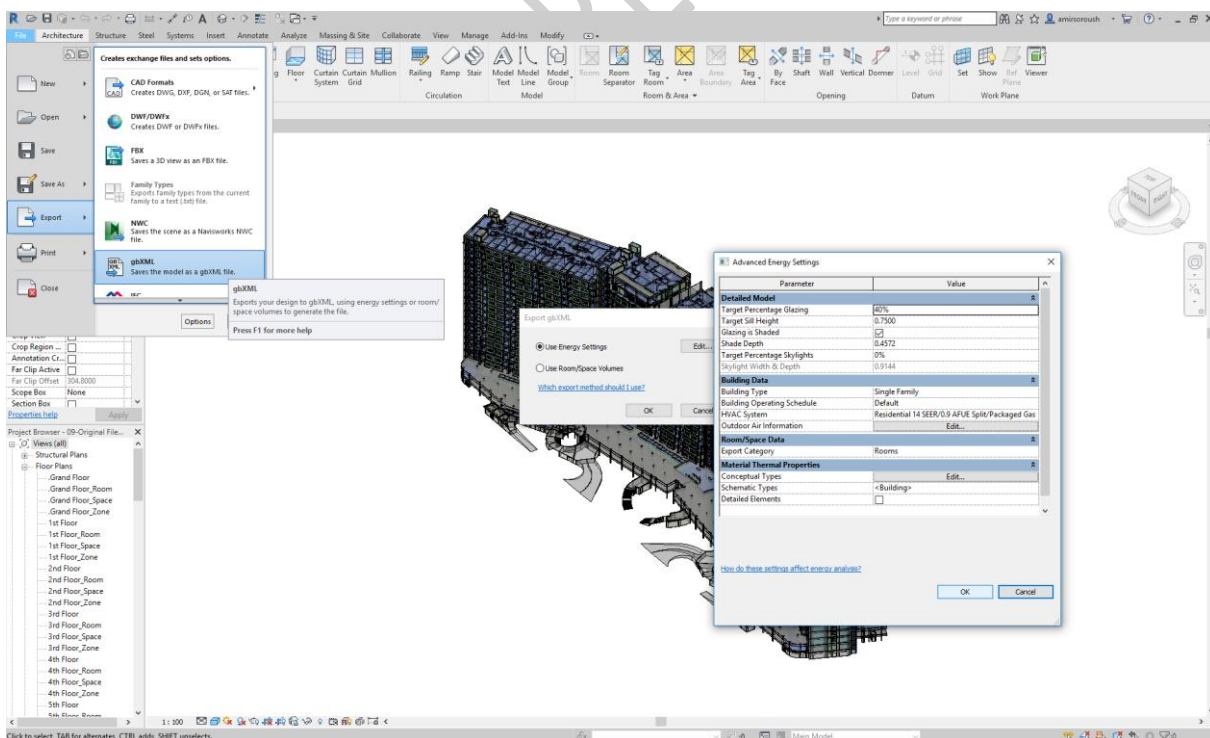 Type a keyword or phrase
aminsoroush
File Architecture Structure Steel Systems Insert Annotate Analyze Massing & Site Collaborate View Manage Add-Ins Modify
Floor Curtain System Curtain Grid Mullion Railing Ramp Stair Model Text Model Line Model Group Room Room Separator Tag Room Area Area Boundary Tag Area By Face Shaft Wall Vertical Dormer Level Grid Set Show Ref Plane Viewer
Circulation Model Room & Area Opening Datum Work Plane
New
Open
Save
Save As
Export
Print
Close
Creates exchange files and sets options.
CAD Formats
Creates DWG, DXF, DGN, or SAT files.
DWF/DWFx
Creates DWF or DWFx files.
FBX
Saves a 3D view as an FBX file.
Family Types
Exports family types from the current
family to a text (.txt) file.
NWC
Saves the scene as a Navisworks NWC
file.
gbXML
Saves the model as a gbXML file.
IFC
Options
gbXML
Exports your design to gbXML, using energy settings or room/
space volumes to generate the file.
Press F1 for more help
Crop View
Crop Region ...
Annotation Cr...
Far Clip Active
Far Clip Offset 304.8000
Scope Box None
Section Box
Properties help Apply
Project Browser - 09-Original File...
Views (all)
Structural Plans
Floor Plans
.Grand Floor
.Grand Floor_Room
.Grand Floor_Space
.Grand Floor_Zone
1st Floor
1st Floor_Room
1st Floor_Space
1st Floor_Zone
2nd Floor
2nd Floor_Room
2nd Floor_Space
2nd Floor_Zone
3rd Floor
3rd Floor_Room
3rd Floor_Space
3rd Floor_Zone
4th Floor
4th Floor_Room
4th Floor_Space
4th Floor_Zone
5th Floor
5th Floor_Room
TOP
FRONT RIGHT
Export gbXML
Use Energy Settings Edit...
Use Room/Space Volumes
Which export method should I use?
OK Cancel
Advanced Energy Settings
Parameter Value
Detailed Model
Target Percentage Glazing 40%
Target Sill Height 0.7500
Glazing is Shaded
Shade Depth 0.4572
Target Percentage Skylights 0%
Skylight Width & Depth 0.9144
Building Data
Building Type Single Family
Building Operating Schedule Default
HVAC System Residential 14 SEER/0.9 AFUE Split/Packaged Gas
Outdoor Air Information Edit...
Room/Space Data
Export Category Rooms
Material Thermal Properties
Conceptual Types Edit...
Schematic Types <Building>
Detailed Elements
How do these settings affect energy analysis?
OK Cancel
1 : 100
Click to select, TAB for alternates, CTRL adds, SHIFT unselects.
:0 Main Model
:0